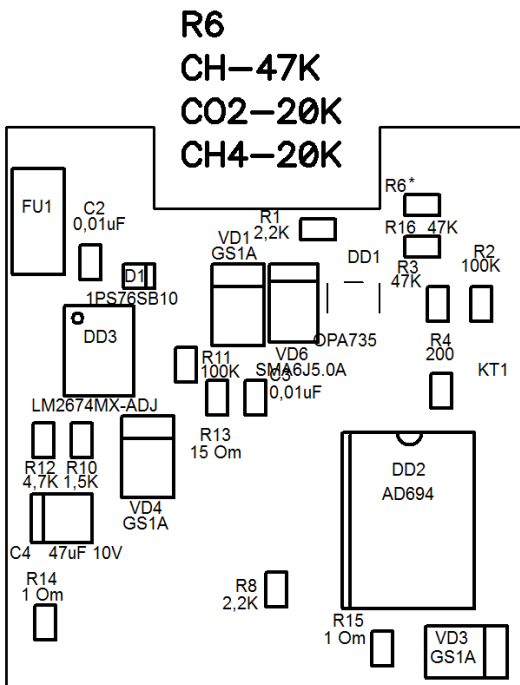 R6
CH-47K
CO2-20K
CH4-20K
R6*
FU1
C2
0,01uF
R1
2,2K
R16 47K
VD1
GS1A
D1
1PS76SB10
DD1
R3
47K
R2
100K
DD3
OPA735
R4
200
VD6
SMA6J5.0A
R11
100K
C3
0,01uF
KT1
LM2674MX-ADJ
R13
15 Om
R12
4,7K
R10
1,5K
VD4
GS1A
DD2
AD694
C4 47uF 10V
R14
1 Om
R8
2,2K
R15
1 Om
VD3
GS1A